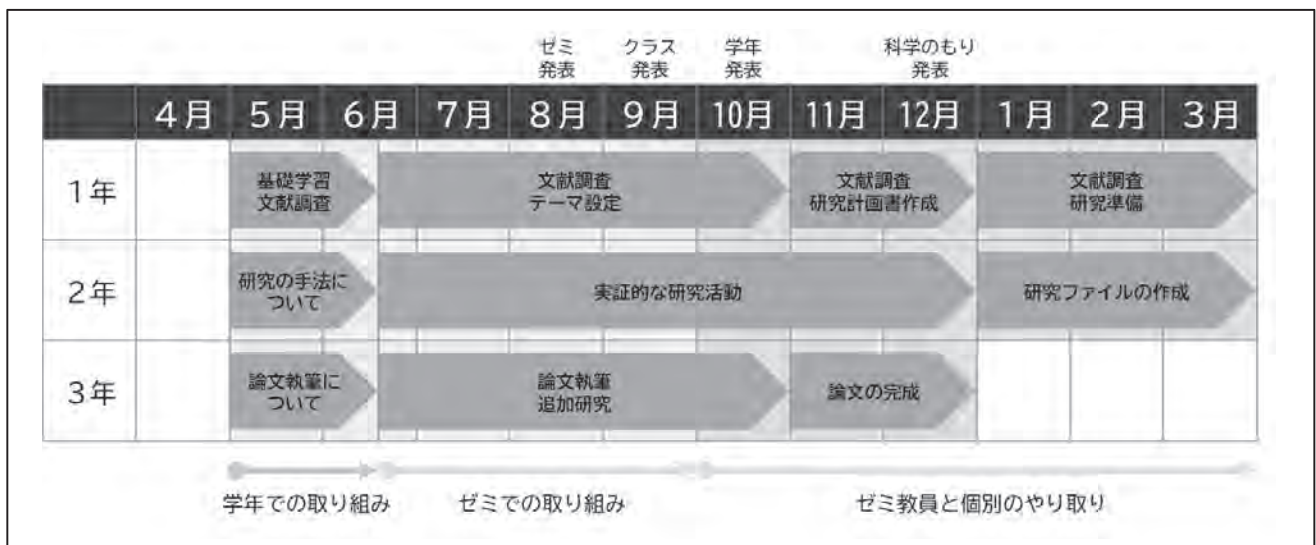 ゼミ
発表
クラス
発表
学年
発表
科学のもり
発表
4月 5月 6月 7月 8月 9月 10月 11月 12月 1月 2月 3月
1年
基礎学習
文献調査
文献調査
テーマ設定
文献調査
研究計画書作成
文献調査
研究準備
2年
研究の手法に
ついて
実証的な研究活動
研究ファイルの作成
3年
論文執筆に
ついて
論文執筆
追加研究
論文の完成
学年での取り組み
ゼミでの取り組み
ゼミ教員と個別のやり取り